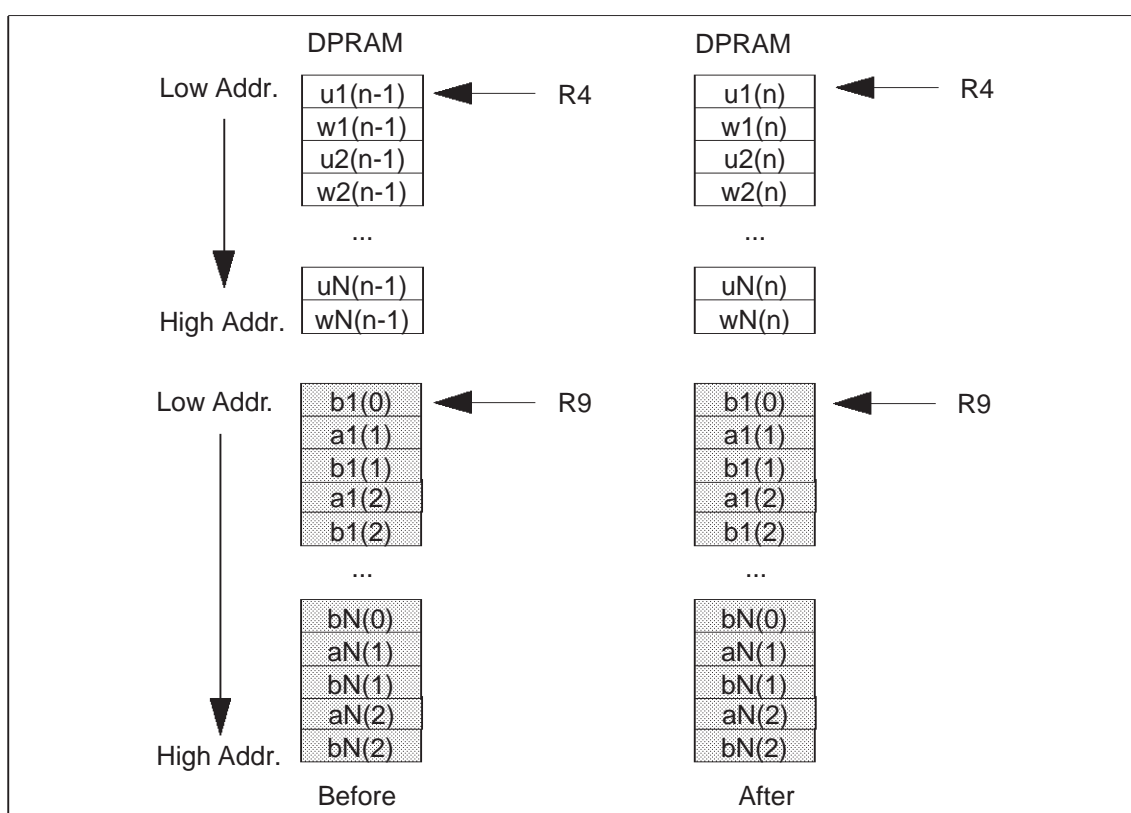 DPRAM DPRAM
Low Addr. u1(n-1) R4 u1(n) R4
w1(n-1) w1(n)
u2(n-1) u2(n)
w2(n-1) w2(n)
... ...
uN(n-1) uN(n)
High Addr. wN(n-1) wN(n)
Low Addr. b1(0) R9 b1(0) R9
a1(1) a1(1)
b1(1) b1(1)
a1(2) a1(2)
b1(2) b1(2)
... ...
bN(0) bN(0)
aN(1) aN(1)
bN(1) bN(1)
aN(2) aN(2)
High Addr. bN(2) bN(2)
Before After